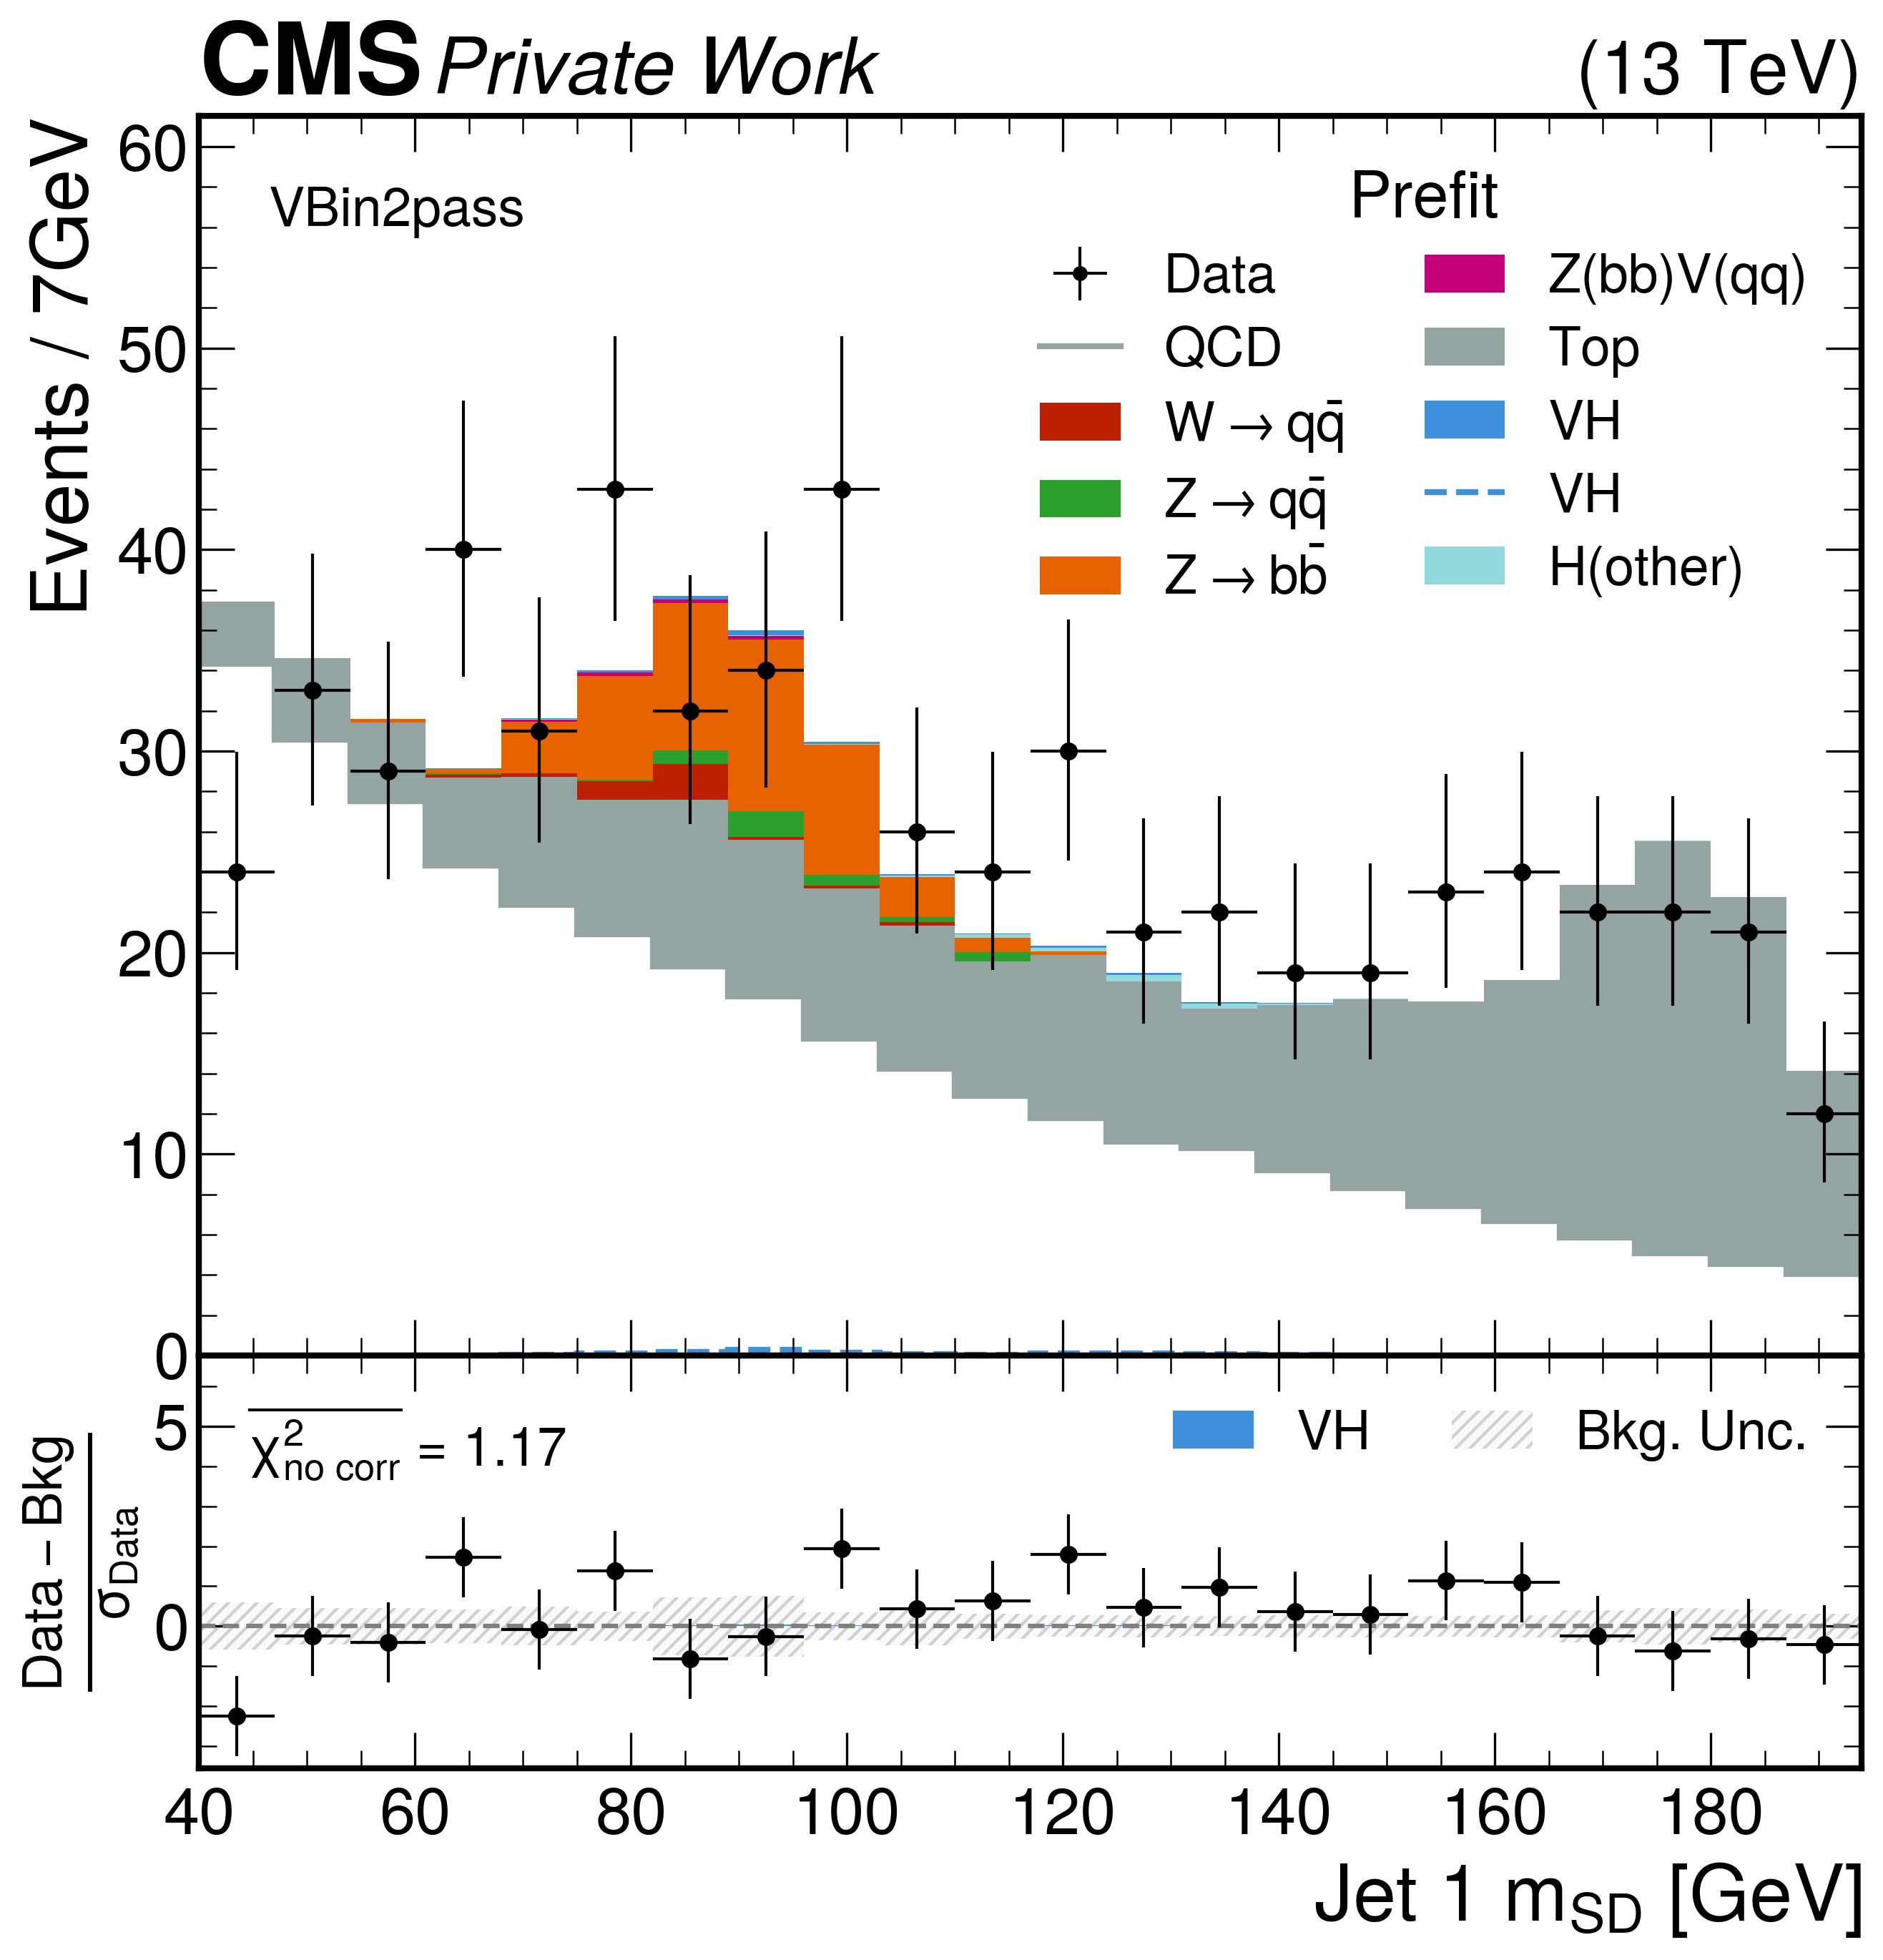 CMS Private Work (13 TeV)
Events / 7GeV
60
50
40
30
20
10
0
VBin2pass
Prefit
Data
QCD
W → qq̄
Z → qq̄
Z → bb̄
Z(bb)V(qq)
Top
VH
VH
H(other)
Data − Bkg
σData
5
0
χ²no corr = 1.17
VH
Bkg. Unc.
40 60 80 100 120 140 160 180
Jet 1 mSD [GeV]